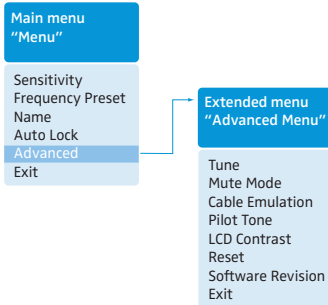 Main menu
"Menu"
Sensitivity
Frequency Preset
Name
Auto Lock
Advanced
Exit
Extended menu
"Advanced Menu"
Tune
Mute Mode
Cable Emulation
Pilot Tone
LCD Contrast
Reset
Software Revision
Exit